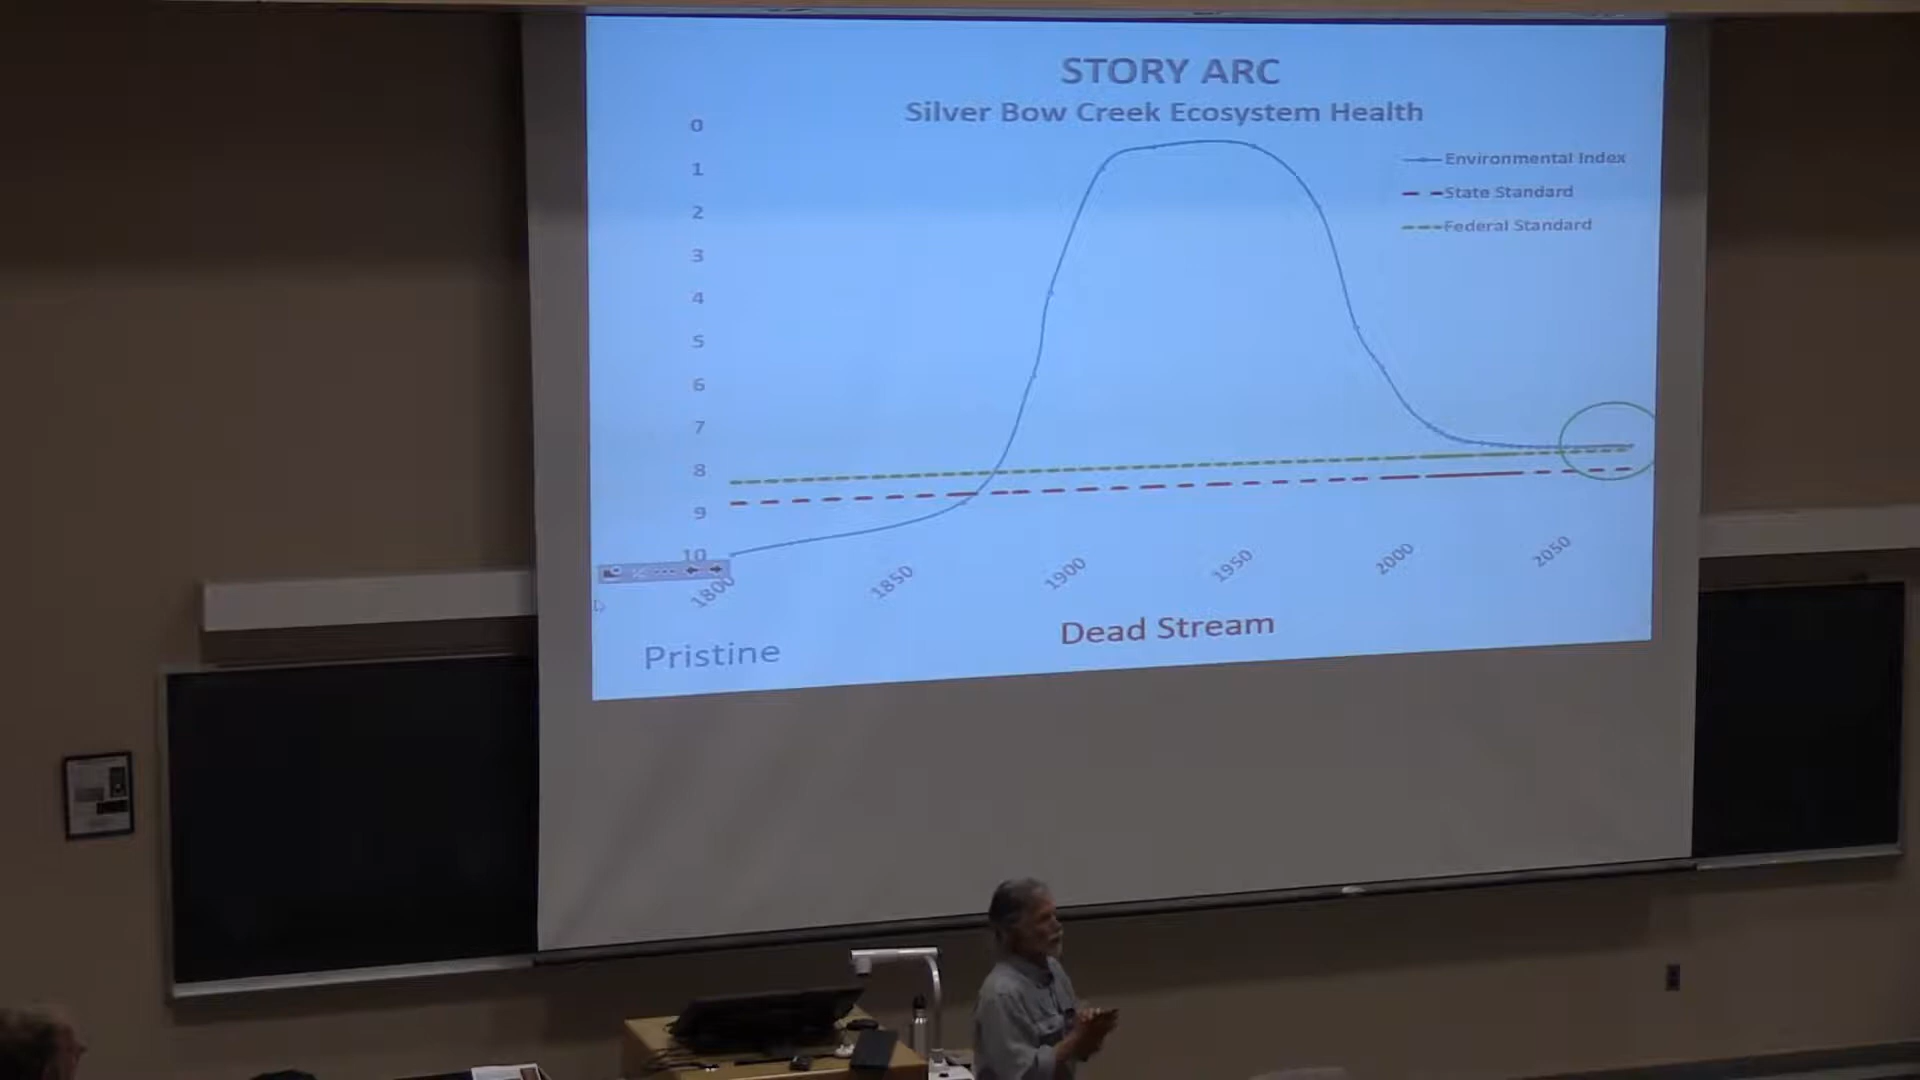 STORY ARC
Silver Bow Creek Ecosystem Health
0
1
2
3
4
5
6
7
8
9
10
Environmental Index
State Standard
Federal Standard
1800
1850
1900
1950
2000
2050
Pristine
Dead Stream